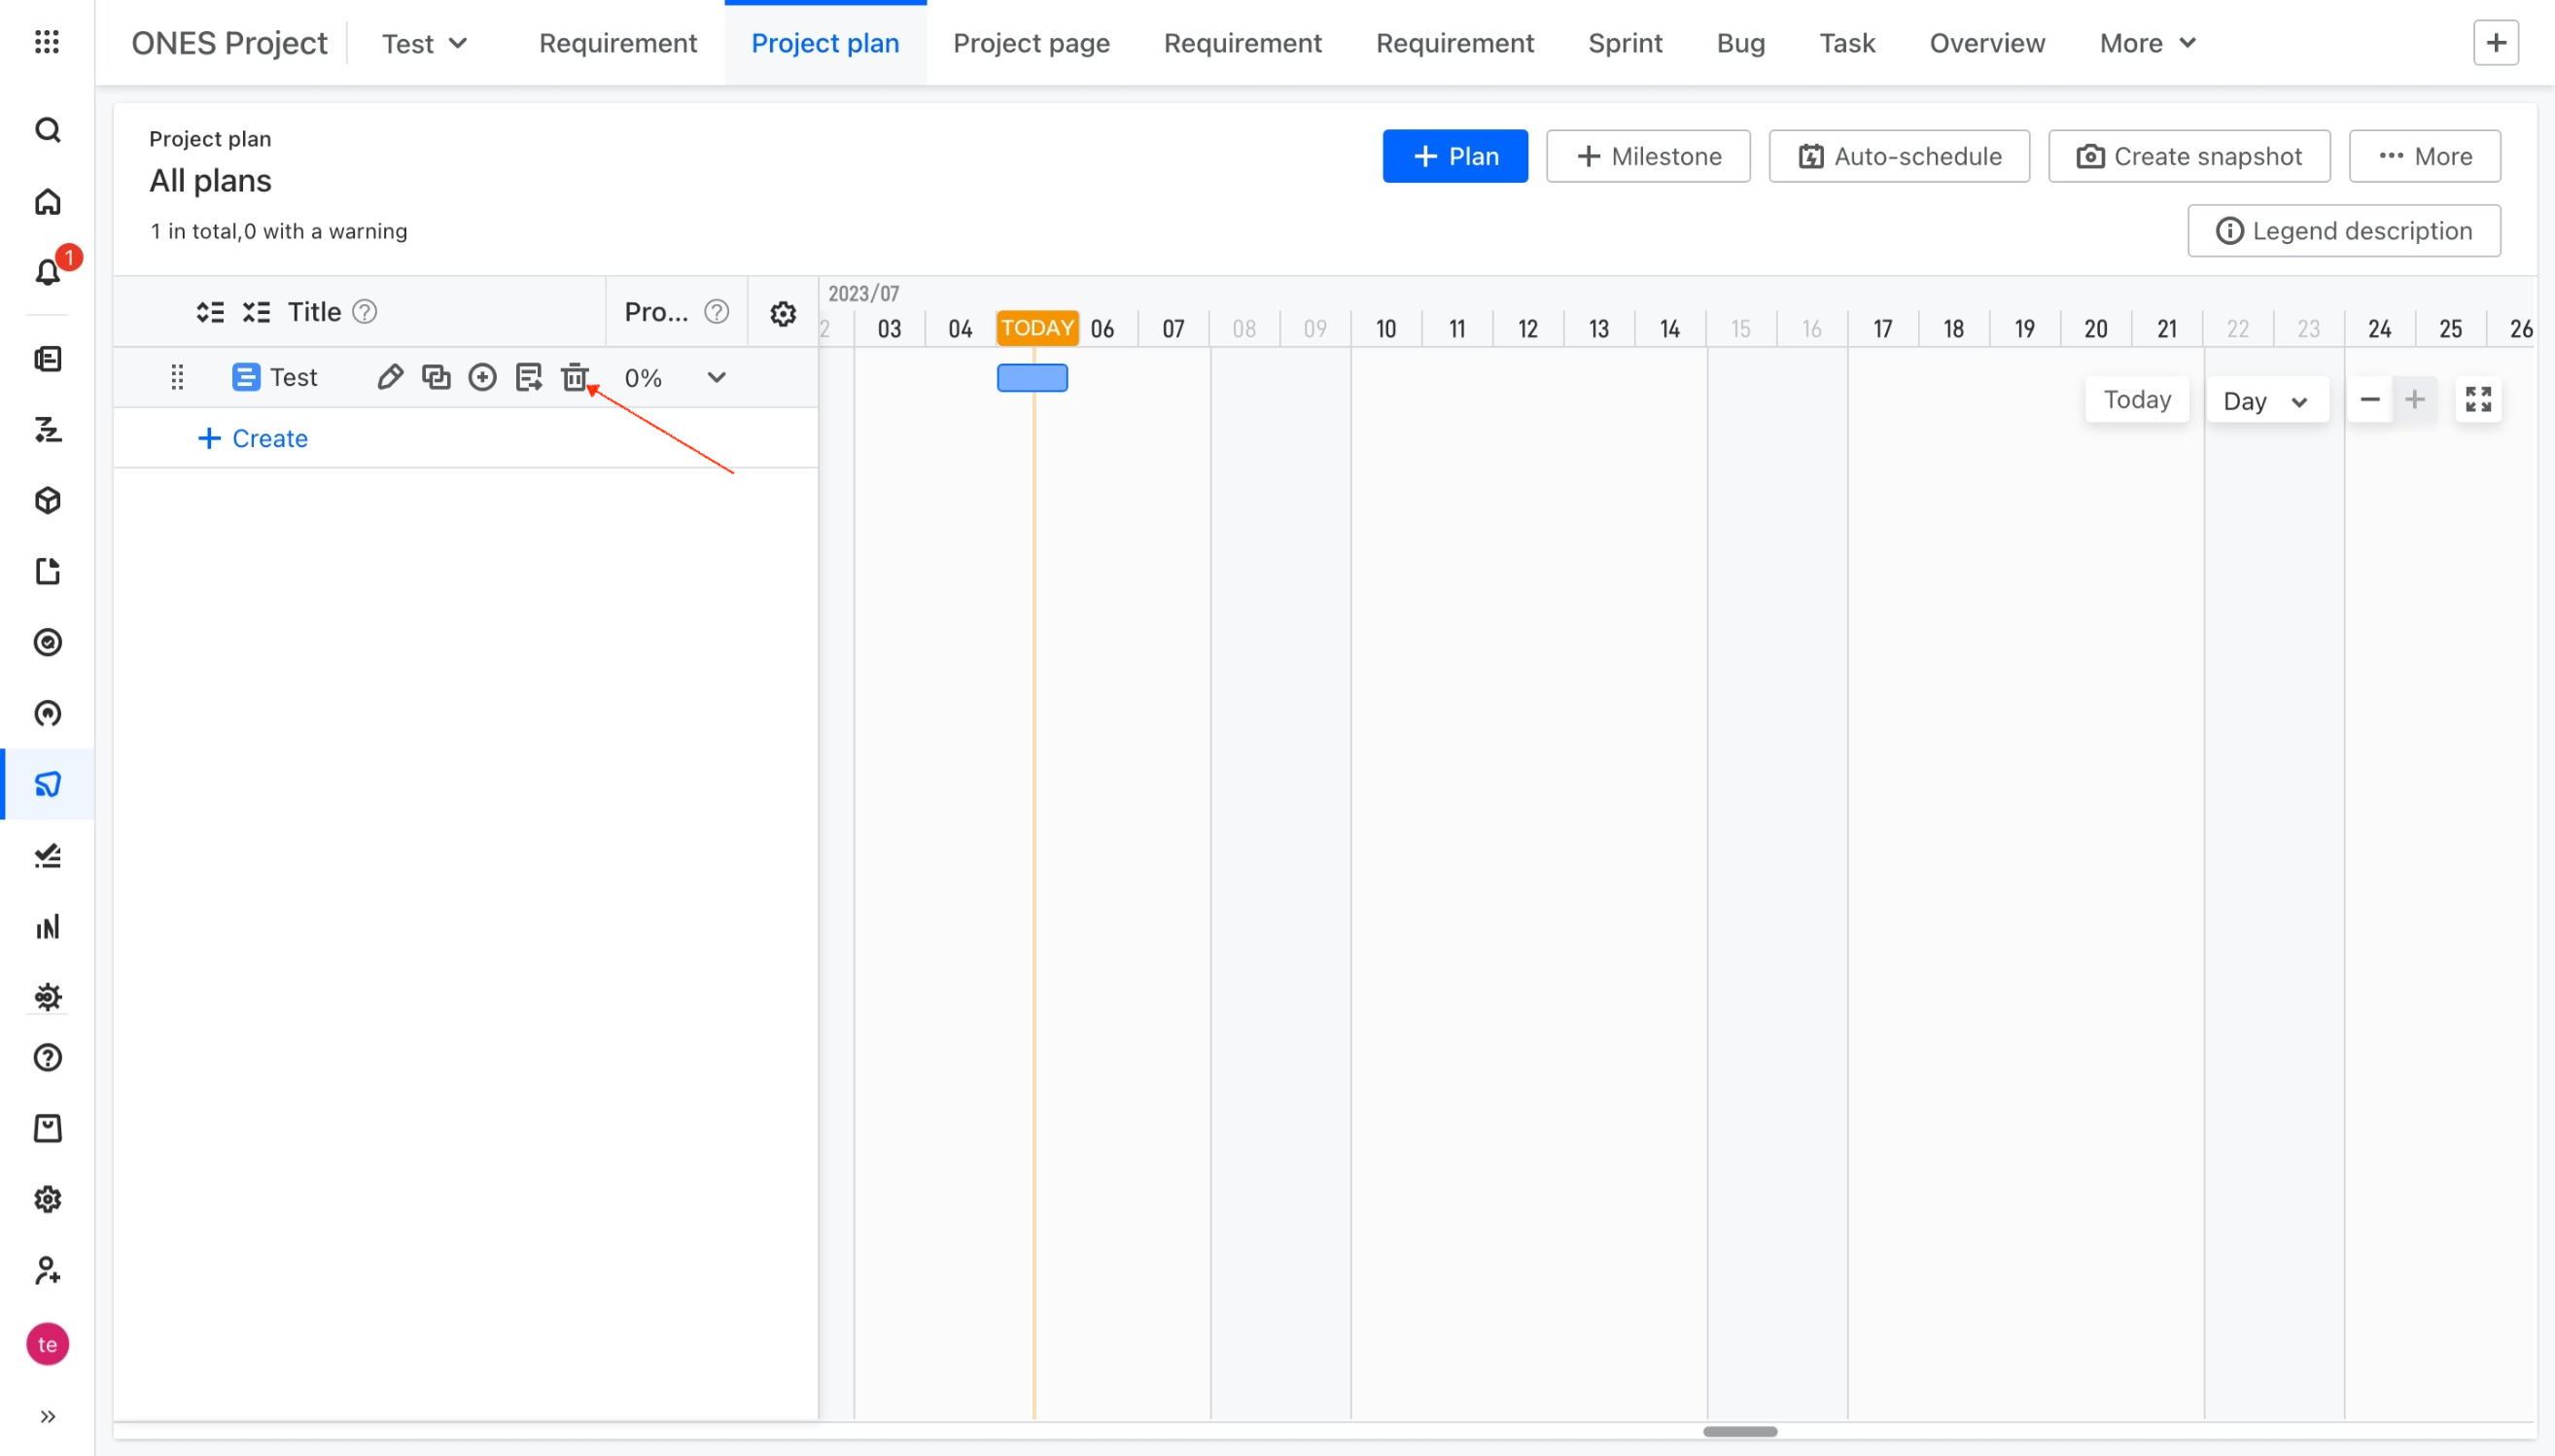 ONES Project
Test
Requirement
Project plan
Project page
Requirement
Requirement
Sprint
Bug
Task
Overview
More
1
Project plan
All plans
1 in total,0 with a warning
+ Plan
+ Milestone
Auto-schedule
Create snapshot
··· More
Legend description
Title
Pro...
2023/07
2 03 04 TODAY 06 07 08 09 10 11 12 13 14 15 16 17 18 19 20 21 22 23 24 25 26
Test
0%
Today
Day
+ Create
te